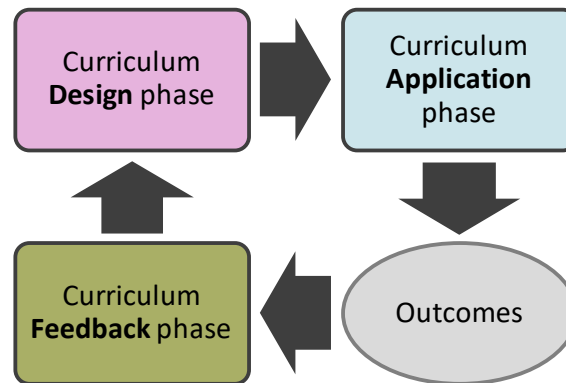 Curriculum
Design phase
Curriculum
Application
phase
Curriculum
Feedback phase
Outcomes